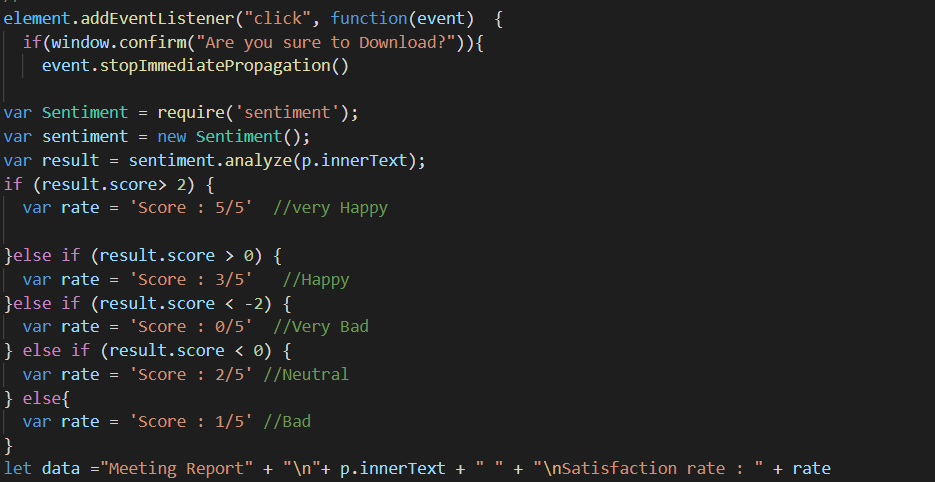 element.addEventListener("click", function(event)  {
  if(window.confirm("Are you sure to Download?")){
    event.stopImmediatePropagation()

var Sentiment = require('sentiment');
var sentiment = new Sentiment();
var result = sentiment.analyze(p.innerText);
if (result.score> 2) {
  var rate = 'Score : 5/5'  //very Happy

}else if (result.score > 0) {
  var rate = 'Score : 3/5'   //Happy
}else if (result.score < -2) {
  var rate = 'Score : 0/5'  //Very Bad
} else if (result.score < 0) {
  var rate = 'Score : 2/5' //Neutral
} else{
  var rate = 'Score : 1/5' //Bad
}
let data ="Meeting Report" + "\n"+ p.innerText + " " + "\nSatisfaction rate : " + rate